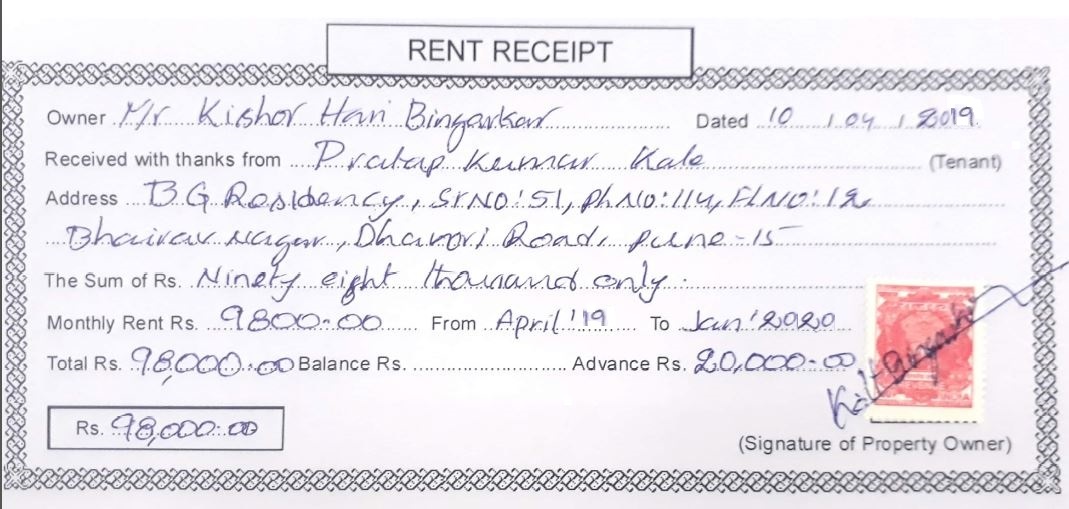 RENT RECEIPT
Owner Mr. Kishor Hari Bingarkar Dated 10 / 04 / 2019
Received with thanks from Pratap Kumar Kale (Tenant)
Address B.G Residency, Sr NO: 51, Ph No: 114, Fl NO: 12
Bhairav Nagar, Dhanori Road, Pune-15
The Sum of Rs. Ninety eight thousand only.
Monthly Rent Rs. 9800.00 From April '19 To Jan '2020
Total Rs. 98,000.00 Balance Rs. Advance Rs. 20,000.00
Rs. 98,000.00
(Signature of Property Owner)